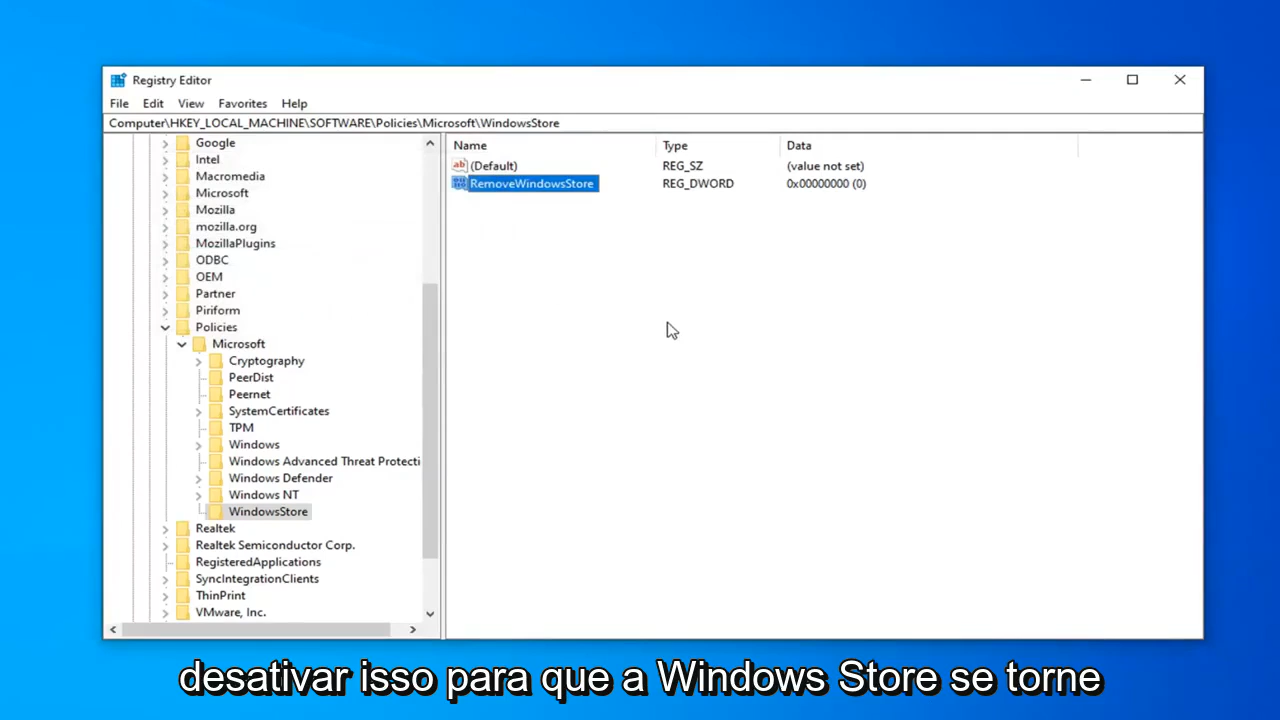 Registry Editor
File Edit View Favorites Help
Computer\HKEY_LOCAL_MACHINE\SOFTWARE\Policies\Microsoft\WindowsStore
Google
Intel
Macromedia
Microsoft
Mozilla
mozilla.org
MozillaPlugins
ODBC
OEM
Partner
Piriform
Policies
Microsoft
Cryptography
PeerDist
Peernet
SystemCertificates
TPM
Windows
Windows Advanced Threat Protecti
Windows Defender
Windows NT
WindowsStore
Realtek
Realtek Semiconductor Corp.
RegisteredApplications
SyncIntegrationClients
ThinPrint
VMware, Inc.
Name Type Data
ab (Default) REG_SZ (value not set)
RemoveWindowsStore REG_DWORD 0x00000000 (0)
desativar isso para que a Windows Store se torne